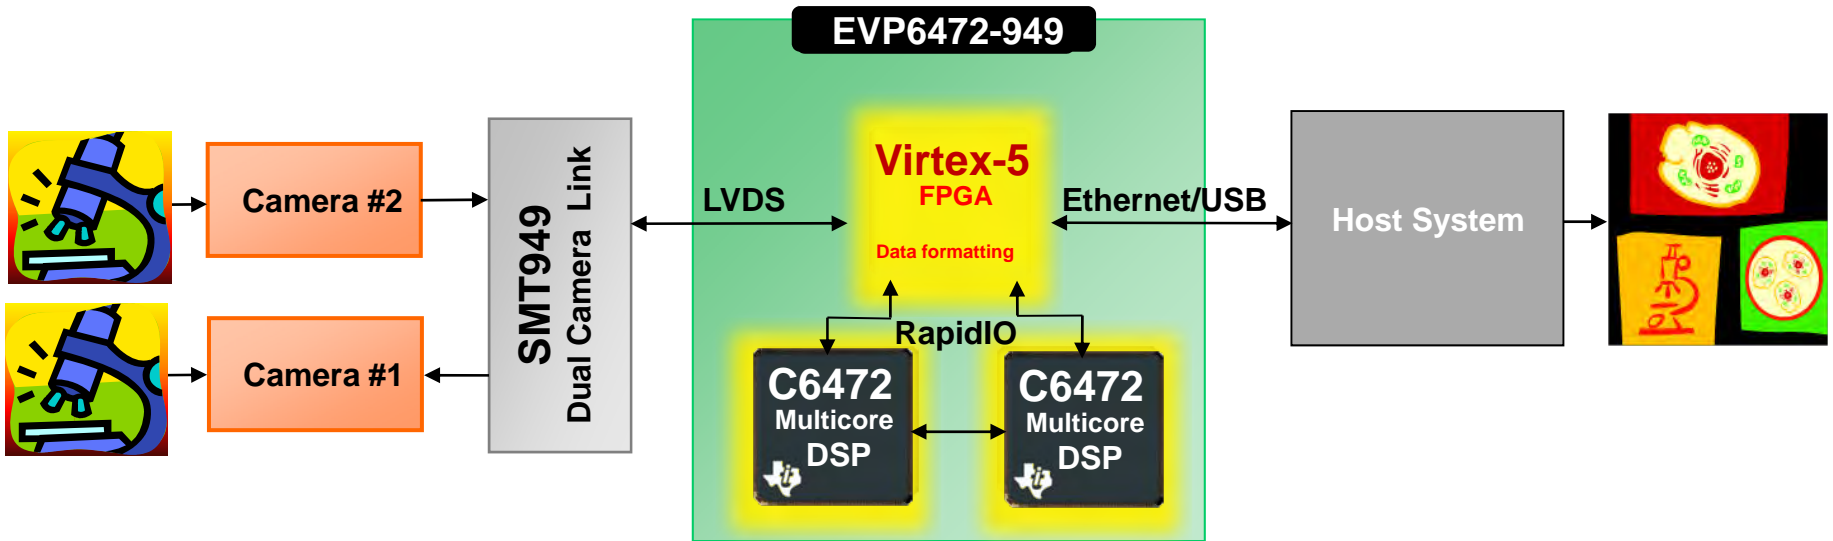 EVP6472-949
Camera #2
Camera #1
SMT949
Dual Camera Link
LVDS
Virtex-5
FPGA
Data formatting
Ethernet/USB
RapidIO
C6472
Multicore
DSP
C6472
Multicore
DSP
Host System